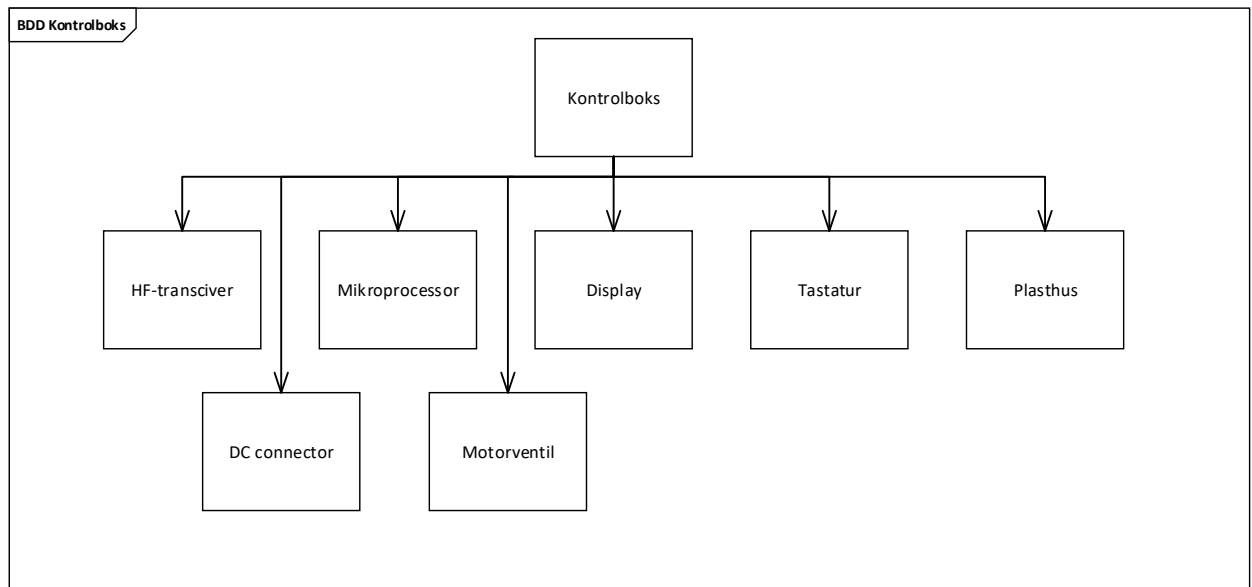 BDD Kontrolboks
Kontrolboks
HF-transciver
Mikroprocessor
Display
Tastatur
Plasthus
DC connector
Motorventil